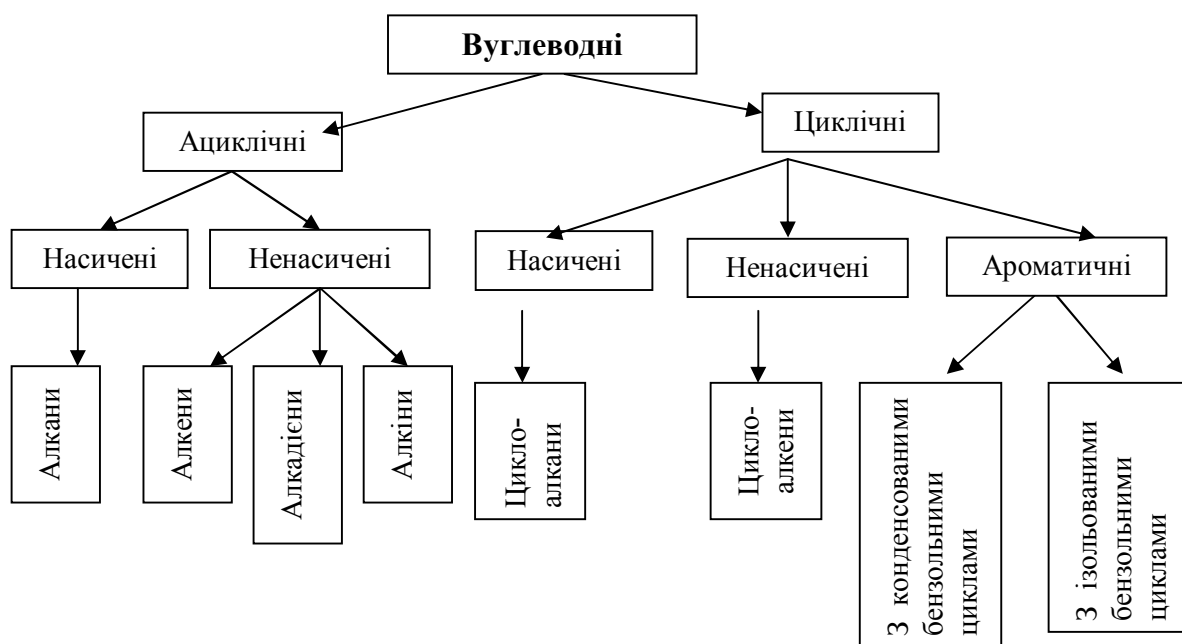 Вуглеводні
Ациклічні
Циклічні
Насичені
Ненасичені
Насичені
Ненасичені
Ароматичні
Алкани
Алкени
Алкадієни
Алкіни
Цикло-
алкани
Цикло-
алкени
З конденсованими
бензольними
циклами
З ізольованими
бензольними
циклами